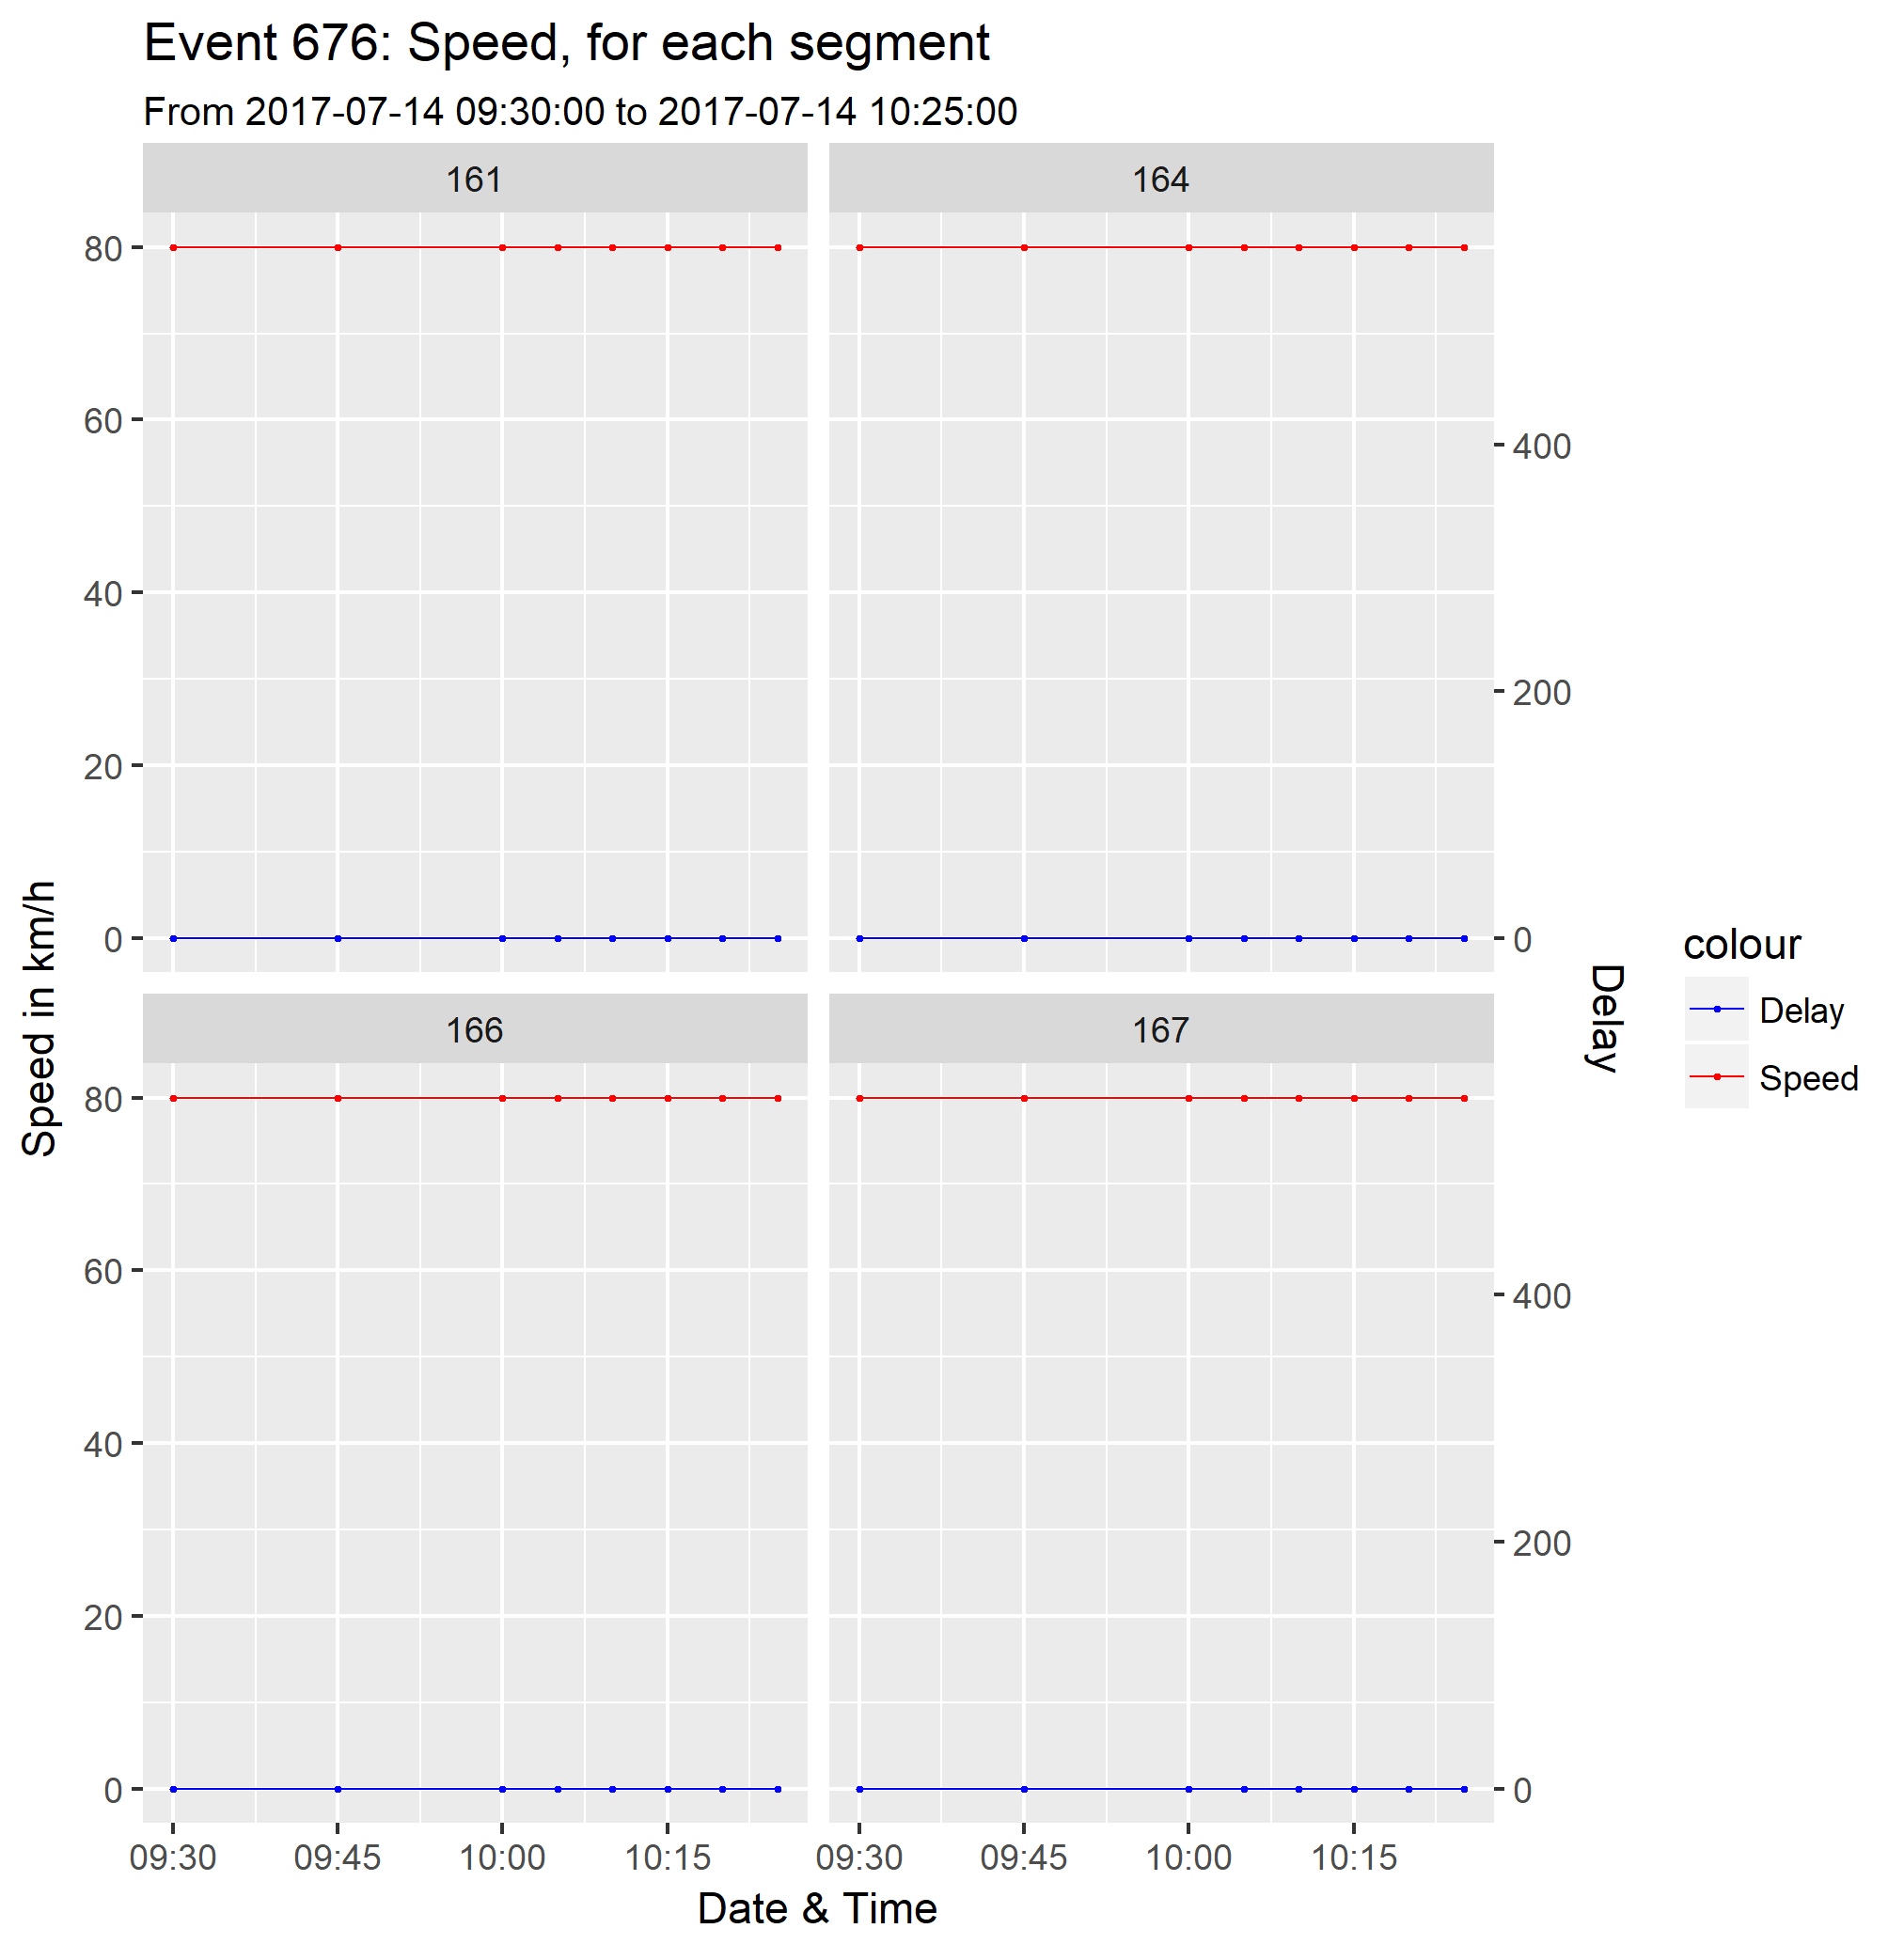 Event 676: Speed, for each segment
From 2017-07-14 09:30:00 to 2017-07-14 10:25:00
161
164
80
60
40
20
0
400
200
0
166
167
80
60
40
20
0
400
200
0
09:30 09:45 10:00 10:15
09:30 09:45 10:00 10:15
Date & Time
Speed in km/h
Delay
colour
Delay
Speed